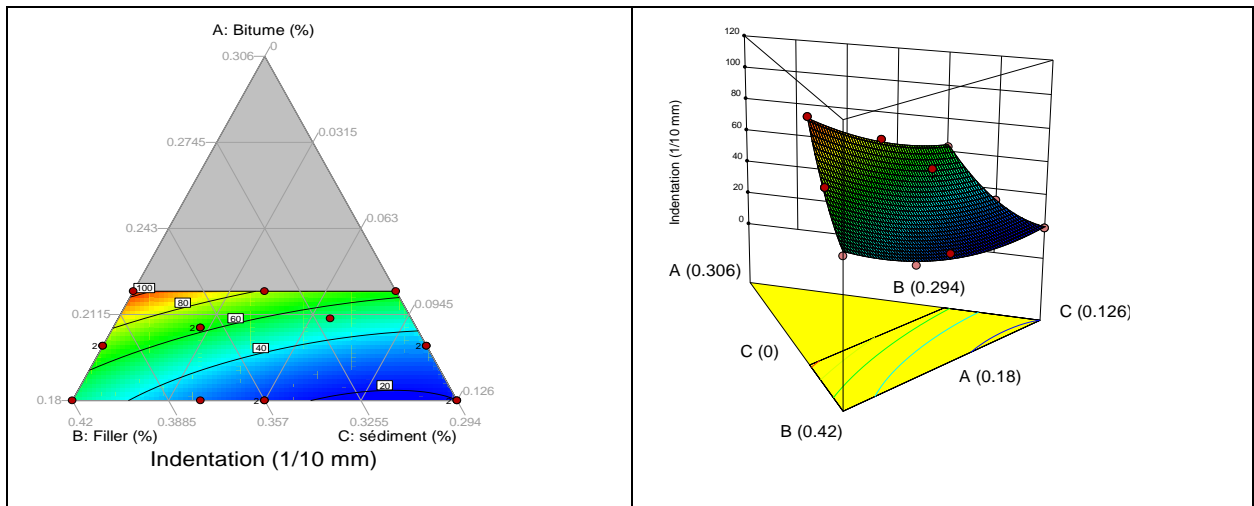 A: Bitume (%)
0
0.306
0.2745
0.0315
0.243
0.063
100
80
0.2115
0.0945
2
60
2
40
2
20
0.126
0.18
2
2
0.42
0.3885
0.357
0.3255
0.294
B: Filler (%)
C: sédiment (%)
Indentation (1/10 mm)
120
100
80
60
40
20
0
Indentation (1/10 mm)
A (0.306)
B (0.294)
C (0.126)
C (0)
A (0.18)
B (0.42)